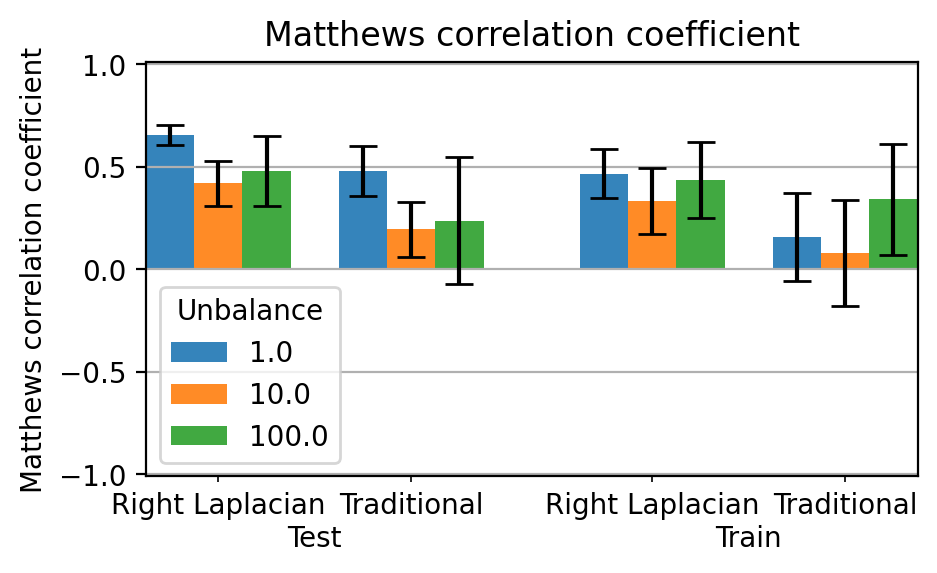 Matthews correlation coefficient
Matthews correlation coefficient
1.0
0.5
0.0
−0.5
−1.0
Unbalance
1.0
10.0
100.0
Right Laplacian Traditional Right Laplacian Traditional
Test Train